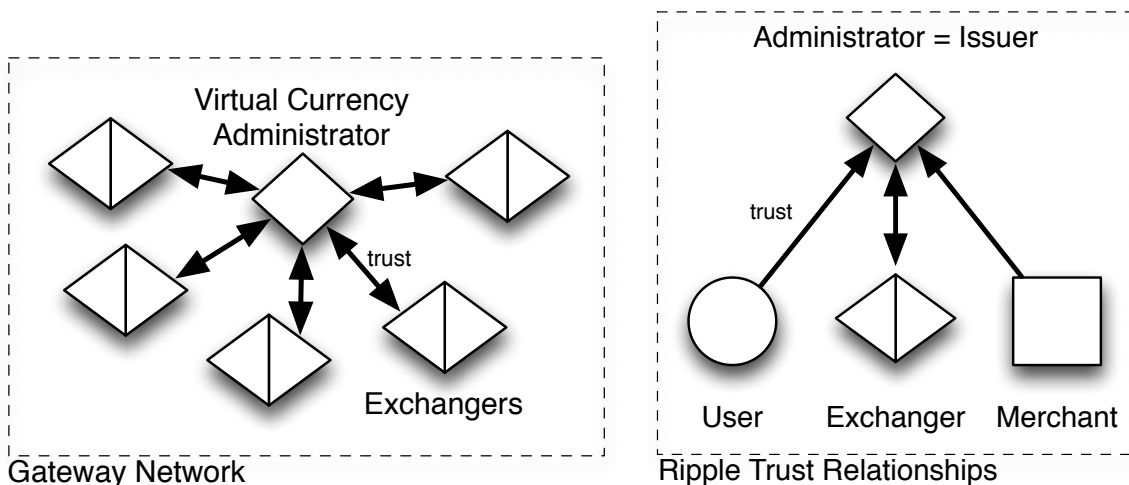 Virtual Currency
Administrator
trust
Exchangers
Gateway Network
Administrator = Issuer
trust
User
Exchanger
Merchant
Ripple Trust Relationships